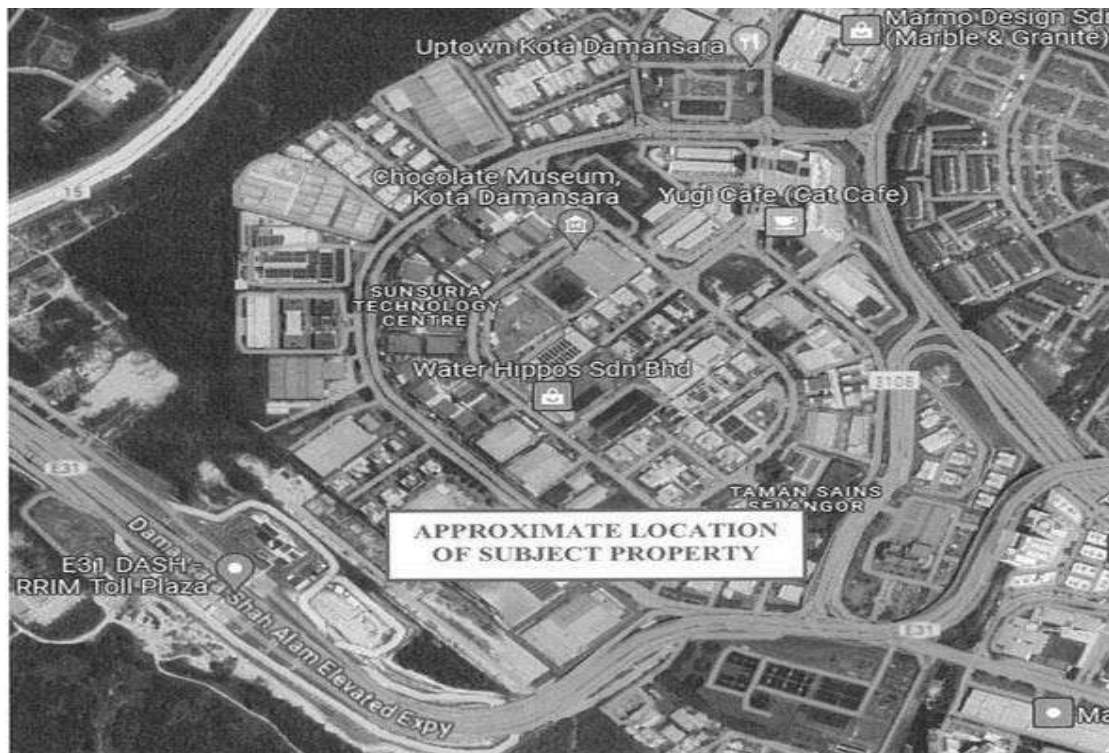 Marmo Design Sdn
(Marble & Granite)
Uptown Kota Damansara
15
Chocolate Museum,
Kota Damansara
Yugi Cafe (Cat Cafe)
SUNSURIA
TECHNOLOGY
CENTRE
Water Hippos Sdn Bhd
310B
E31
TAMAN SAINS
SELANGOR
APPROXIMATE LOCATION
OF SUBJECT PROPERTY
E31 DASH -
RRIM Toll Plaza
Shah Alam Elevated Expy
E31
Ma